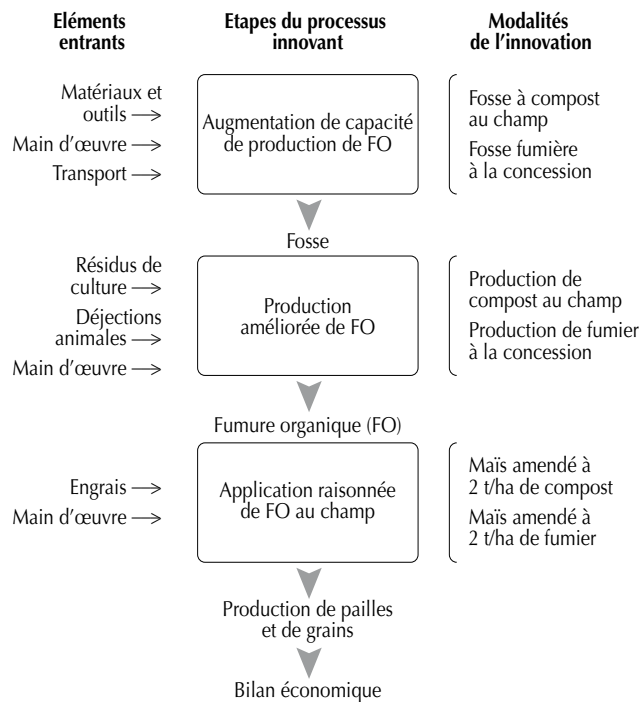 Eléments
entrants
Etapes du processus
innovant
Modalités
de l'innovation
Matériaux et
outils →
Main d'œuvre →
Transport →
Augmentation de capacité
de production de FO
Fosse à compost
au champ
Fosse fumière
à la concession
Fosse
Résidus de
culture →
Déjections
animales →
Main d'œuvre →
Production
améliorée de FO
Production de
compost au champ
Production de fumier
à la concession
Fumure organique (FO)
Engrais →
Main d'œuvre →
Application raisonnée
de FO au champ
Maïs amendé à
2 t/ha de compost
Maïs amendé à
2 t/ha de fumier
Production de pailles
et de grains
Bilan économique